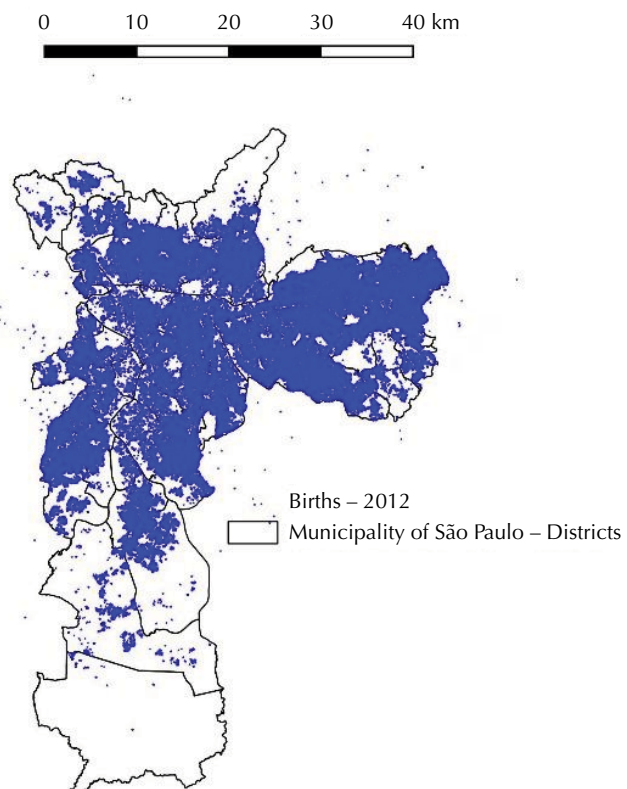 0 10 20 30 40 km
Births – 2012
Municipality of São Paulo – Districts